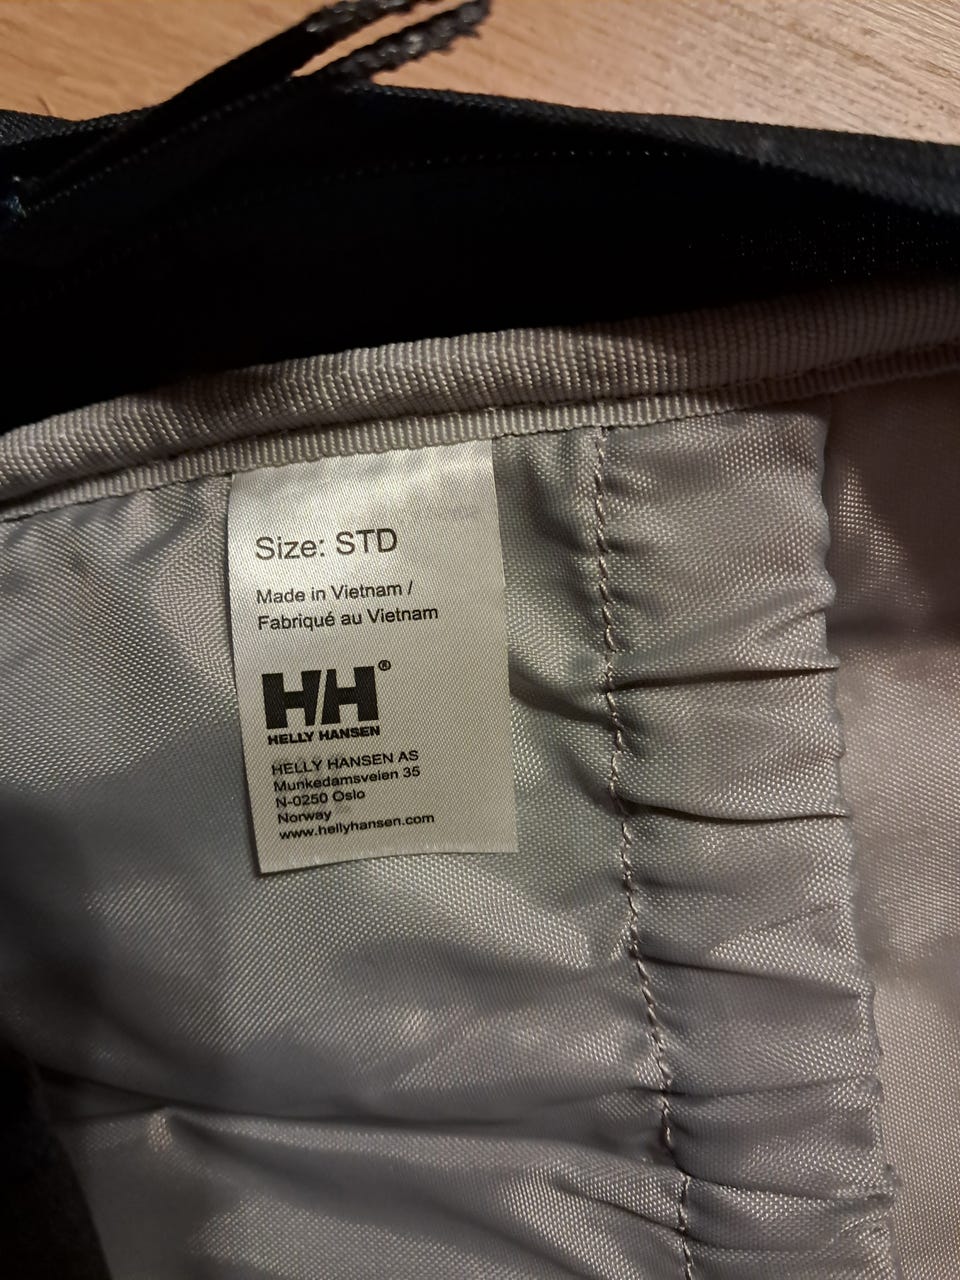 Size: STD
Made in Vietnam /
Fabriqué au Vietnam
HH®
HELLY HANSEN
HELLY HANSEN AS
Munkedamsveien 35
N-0250 Oslo
Norway
www.hellyhansen.com